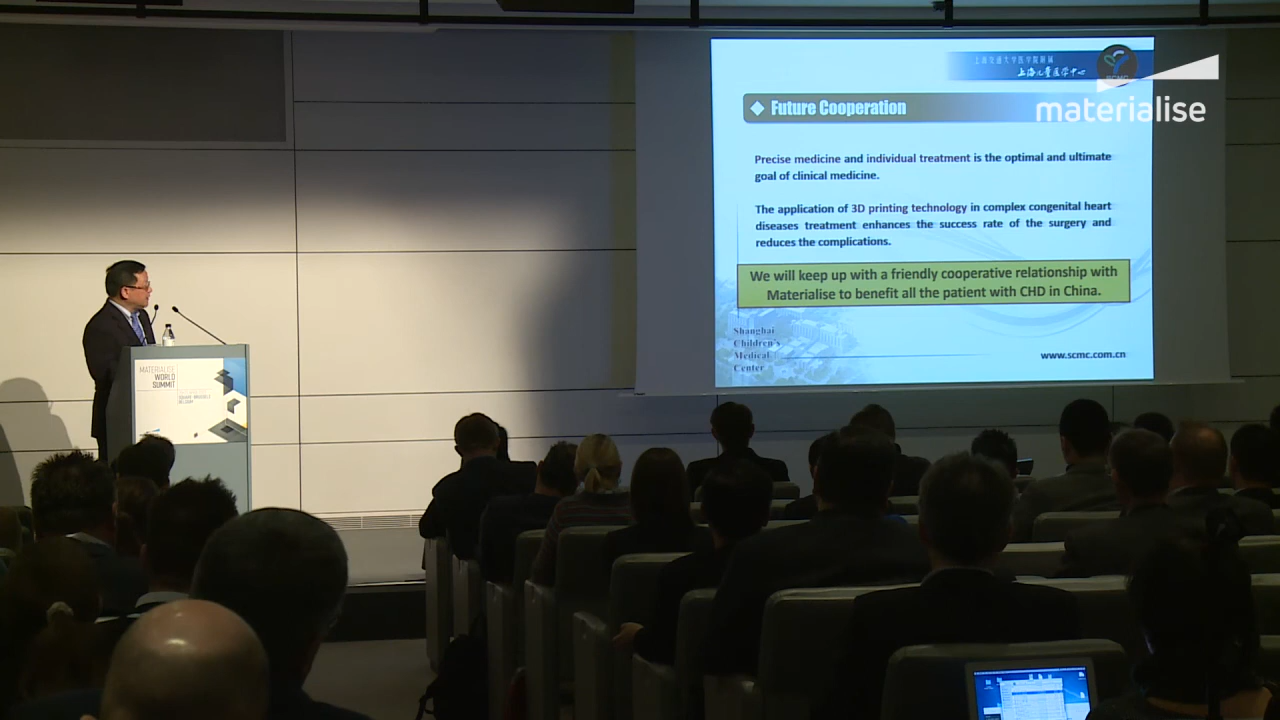 上海交通大学医学院附属
上海儿童医学中心
SCMC
materialise
Future Cooperation
Precise medicine and individual treatment is the optimal and ultimate
goal of clinical medicine.
The application of 3D printing technology in complex congenital heart
diseases treatment enhances the success rate of the surgery and
reduces the complications.
We will keep up with a friendly cooperative relationship with
Materialise to benefit all the patient with CHD in China.
Shanghai
Children's
Medical
Center
www.scmc.com.cn
MATERIALISE
WORLD
SUMMIT
SQUARE - BRUSSELS
BELGIUM